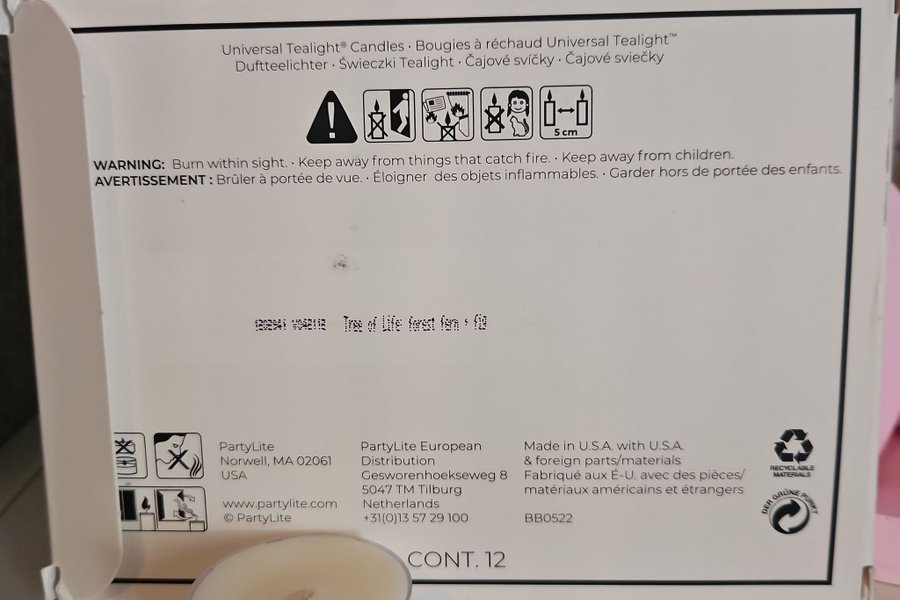 Universal Tealight® Candles · Bougies à réchaud Universal Tealight™
Duftteelichter · Świeczki Tealight · Čajové svíčky · Čajové sviečky
5 cm
WARNING: Burn within sight. · Keep away from things that catch fire. · Keep away from children.
AVERTISSEMENT : Brûler à portée de vue. · Éloigner des objets inflammables. · Garder hors de portée des enfants.
Tree of Life: forest fern + fig
PartyLite
Norwell, MA 02061
USA
www.partylite.com
© PartyLite
PartyLite European
Distribution
Gesworenhoekseweg 8
5047 TM Tilburg
Netherlands
+31(0)13 57 29 100
Made in U.S.A. with U.S.A.
& foreign parts/materials
Fabriqué aux É-U. avec des pièces/
matériaux américains et étrangers
BB0522
RECYCLABLE
MATERIALS
DER GRÜNE PUNKT
CONT. 12